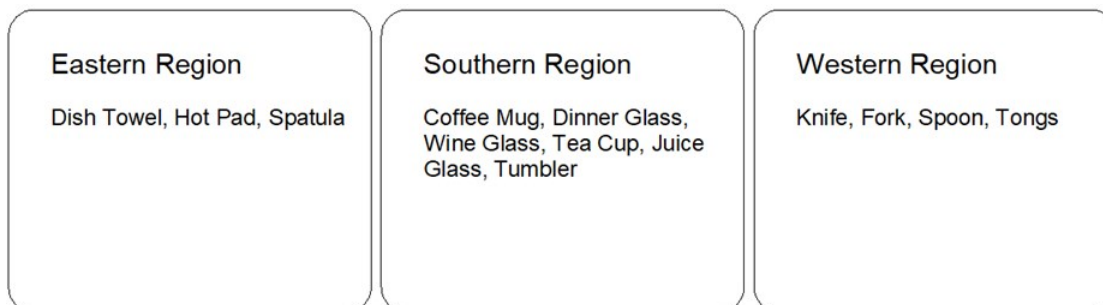 Eastern Region
Dish Towel, Hot Pad, Spatula
Southern Region
Coffee Mug, Dinner Glass,
Wine Glass, Tea Cup, Juice
Glass, Tumbler
Western Region
Knife, Fork, Spoon, Tongs